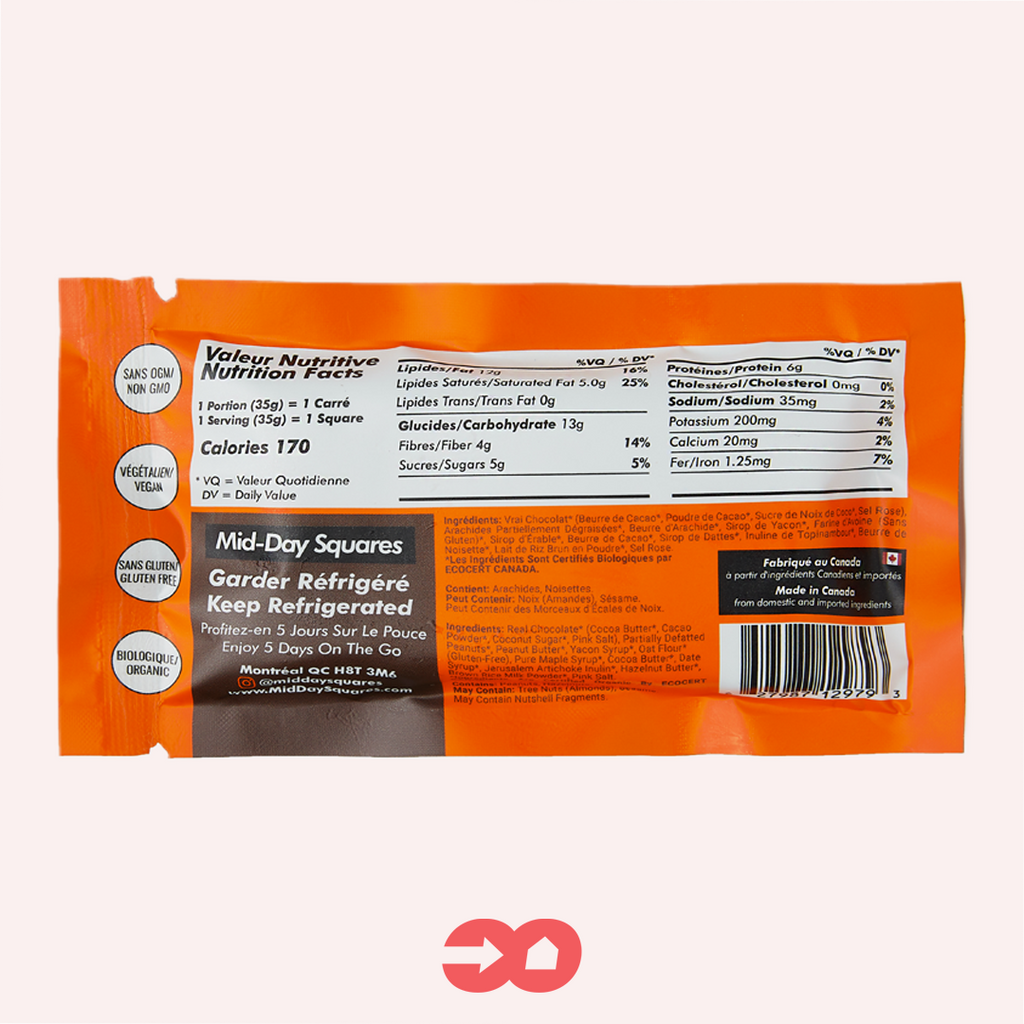 SANS OGM/
NON GMO
VÉGÉTALIEN/
VEGAN
SANS GLUTEN/
GLUTEN FREE
BIOLOGIQUE/
ORGANIC
Valeur Nutritive
Nutrition Facts
1 Portion (35g) = 1 Carré
1 Serving (35g) = 1 Square
Calories 170
* VQ = Valeur Quotidienne
DV = Daily Value
%VQ / % DV*
Lipides/Fat 12g 16%
Lipides Saturés/Saturated Fat 5.0g 25%
Lipides Trans/Trans Fat 0g
Glucides/Carbohydrate 13g
Fibres/Fiber 4g 14%
Sucres/Sugars 5g 5%
%VQ / % DV*
Protéines/Protein 6g
Cholestérol/Cholesterol 0mg 0%
Sodium/Sodium 35mg 2%
Potassium 200mg 4%
Calcium 20mg 2%
Fer/Iron 1.25mg 7%
Mid-Day Squares
Garder Réfrigéré
Keep Refrigerated
Profitez-en 5 Jours Sur Le Pouce
Enjoy 5 Days On The Go
Montréal QC H8T 3M6
@middaysquares
www.MidDaySquares.com
Ingrédients: Vrai Chocolat* (Beurre de Cacao*, Poudre de Cacao*, Sucre de Noix de Coco*, Sel Rose),
Arachides Partiellement Dégraisées*, Beurre d'Arachide*, Sirop de Yacon*, Farine d'Avoine (Sans
Gluten)*, Sirop d'Érable*, Beurre de Cacao*, Sirop de Dattes*, Inuline de Topinambour*, Beurre de
Noisette*, Lait de Riz Brun en Poudre*, Sel Rose.
*Les Ingrédients Sont Certifiés Biologiques par
ECOCERT CANADA.
Contient: Arachides, Noisettes.
Peut Contenir: Noix (Amandes), Sésame.
Peut Contenir des Morceaux d'Écales de Noix.
Ingredients: Real Chocolate* (Cocoa Butter*, Cacao
Powder*, Coconut Sugar*, Pink Salt), Partially Defatted
Peanuts*, Peanut Butter*, Yacon Syrup*, Oat Flour*
(Gluten-Free), Pure Maple Syrup*, Cocoa Butter*, Date
Syrup*, Jerusalem Artichoke Inulin*, Hazelnut Butter*,
Brown Rice Milk Powder*, Pink Salt.
By ECOCERT
May Contain: Tree Nuts (Almonds),
May Contain Nutshell Fragments.
Fabriqué au Canada
à partir d'ingrédients Canadiens et importés
Made in Canada
from domestic and imported ingredients
12979 3